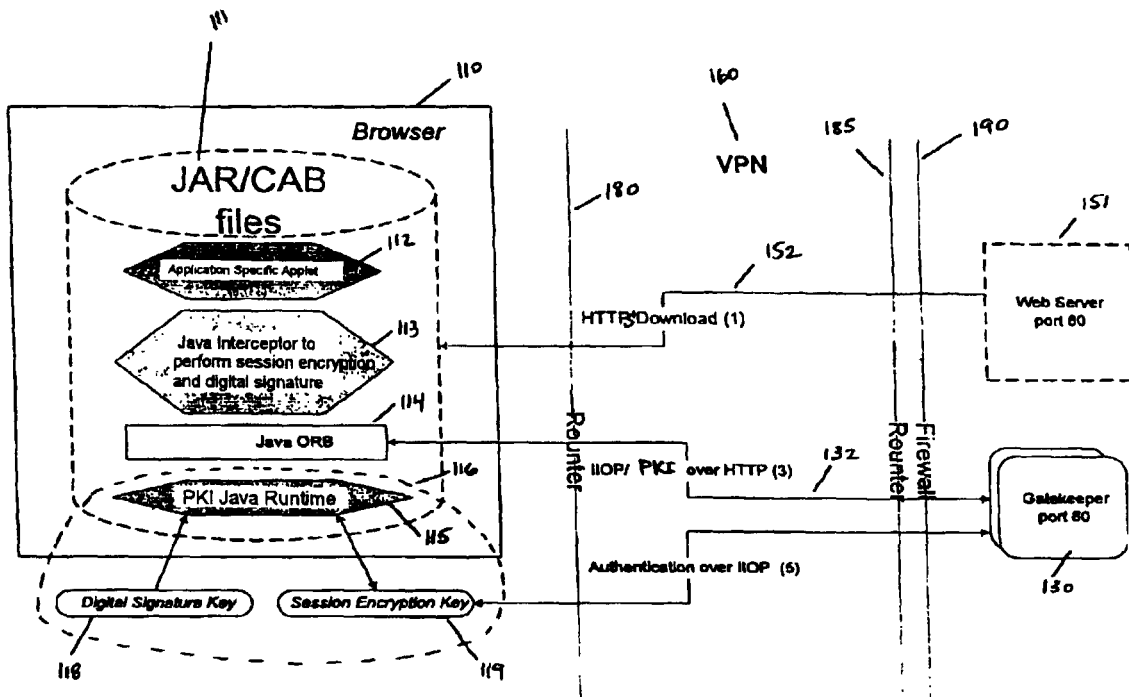 111
110
160
185
190
Browser
VPN
180
151
JAR/CAB
files
112
Application Specific Applet
152
Web Server
port 80
HTTPS Download (1)
113
Java Interceptor to
perform session encryption
and digital signature
114
Java ORB
Rounter
Rounter
Firewall
116
IIOP/ PKI over HTTP (3)
132
PKI Java Runtime
Gatekeeper
port 80
115
Authentication over IIOP (5)
130
Digital Signature Key
Session Encryption Key
118
119